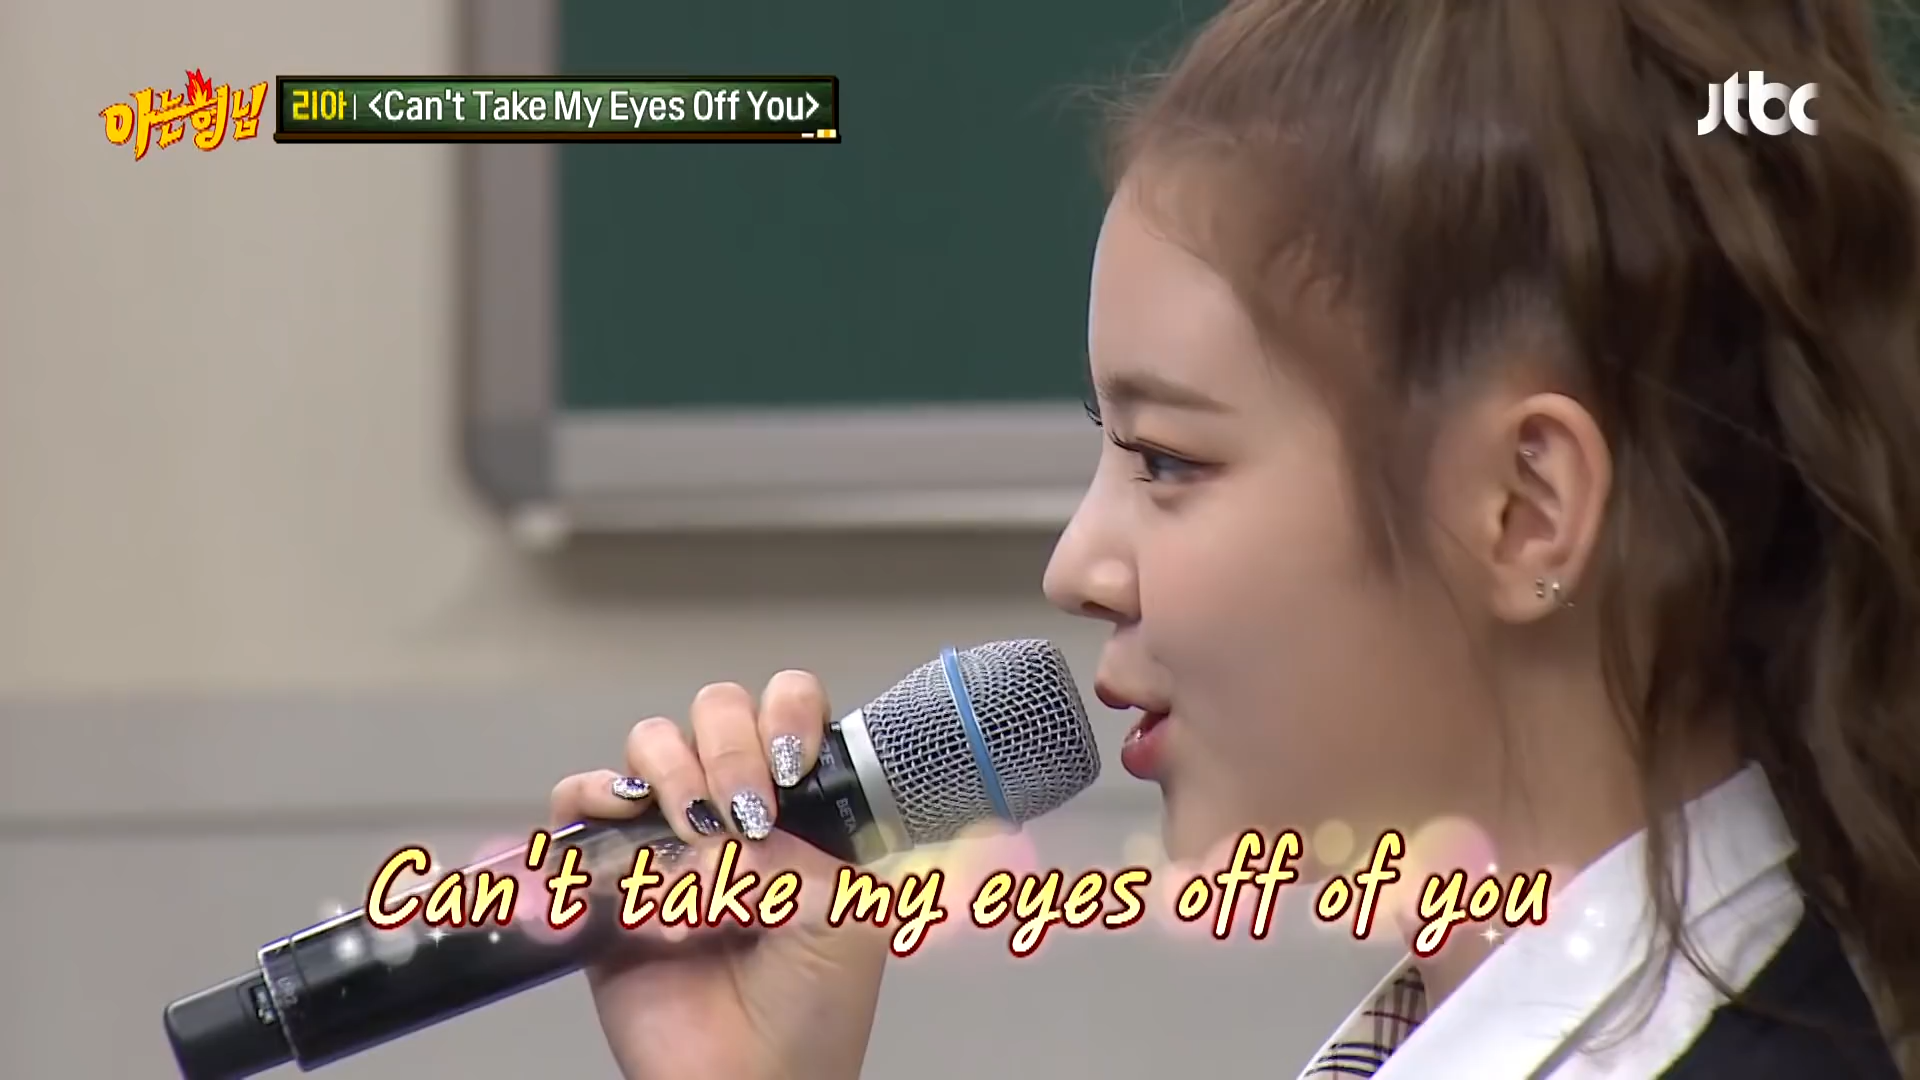 아는형님
리아 | <Can't Take My Eyes Off You>
jtbc
BETA
Can't take my eyes off of you